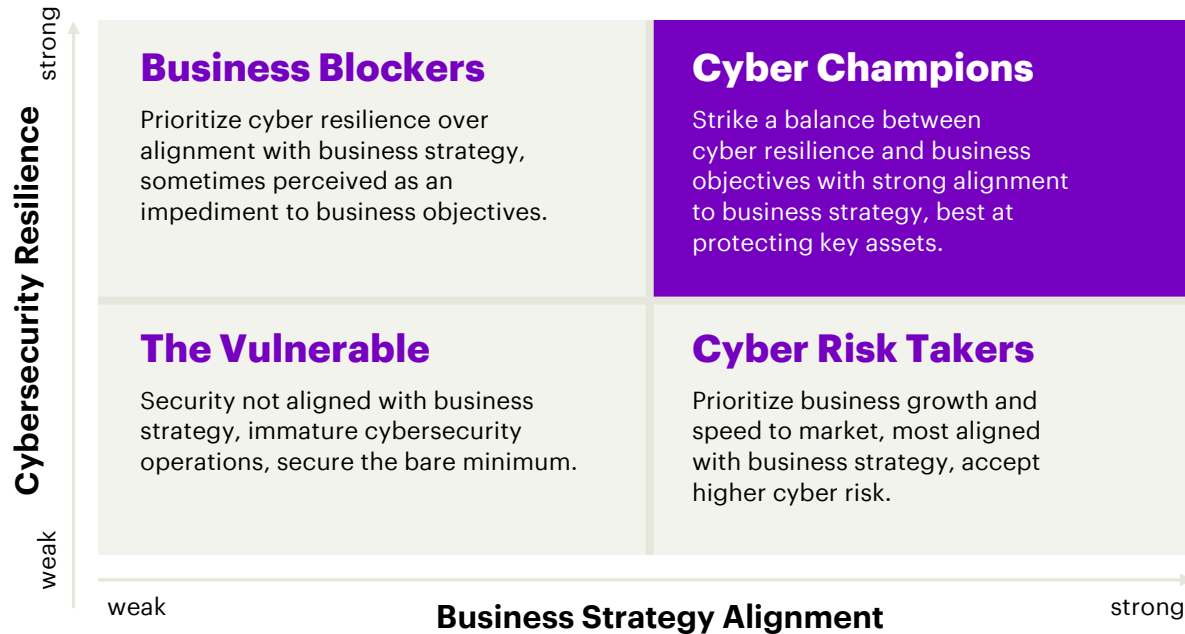 strong
Cybersecurity Resilience
weak
Business Blockers
Prioritize cyber resilience over
alignment with business strategy,
sometimes perceived as an
impediment to business objectives.
Cyber Champions
Strike a balance between
cyber resilience and business
objectives with strong alignment
to business strategy, best at
protecting key assets.
The Vulnerable
Security not aligned with business
strategy, immature cybersecurity
operations, secure the bare minimum.
Cyber Risk Takers
Prioritize business growth and
speed to market, most aligned
with business strategy, accept
higher cyber risk.
weak
Business Strategy Alignment
strong